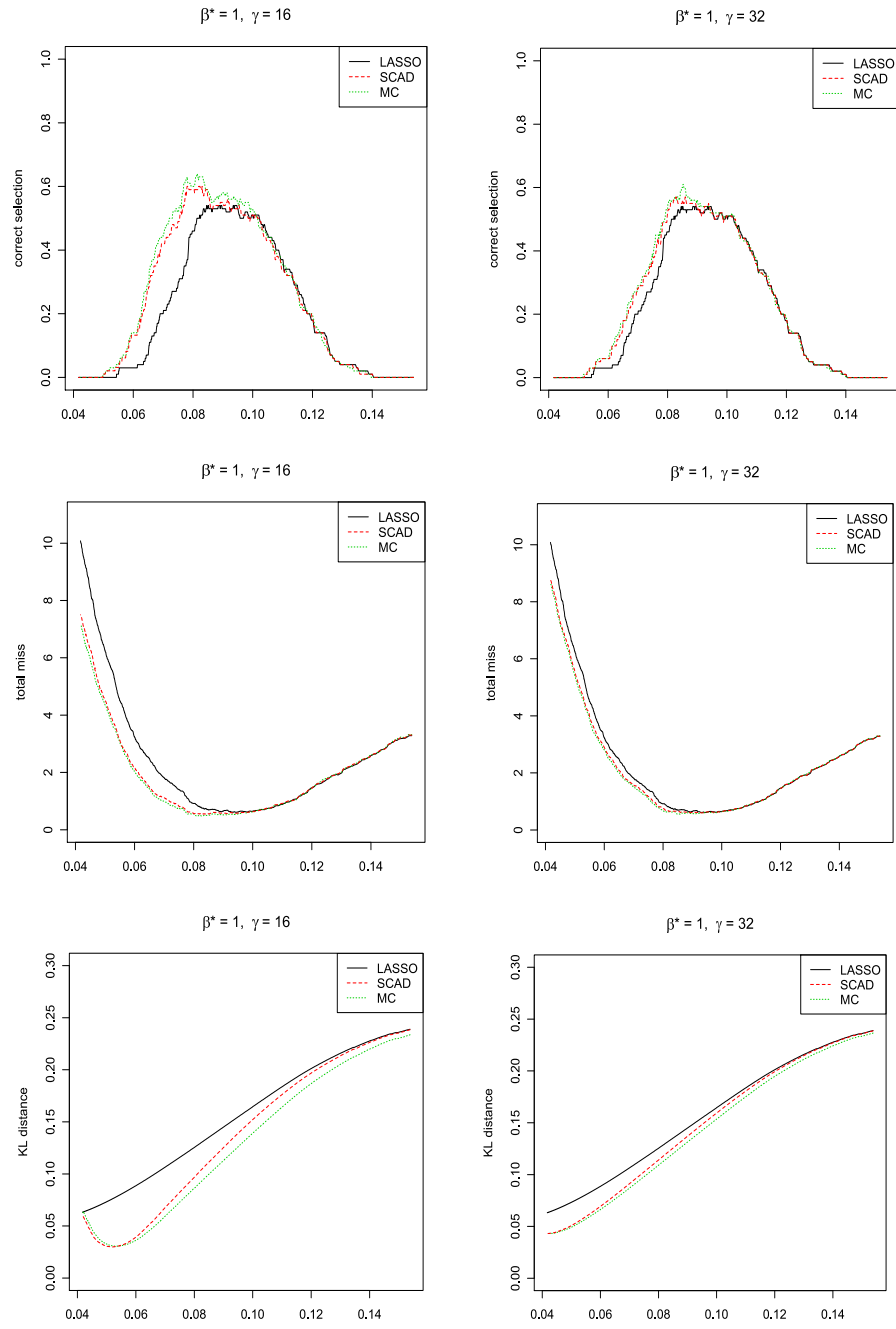 β* = 1, γ = 16
correct selection
1.0
0.8
0.6
0.4
0.2
0.0
LASSO
SCAD
MC
0.04 0.06 0.08 0.10 0.12 0.14
β* = 1, γ = 32
correct selection
1.0
0.8
0.6
0.4
0.2
0.0
LASSO
SCAD
MC
0.04 0.06 0.08 0.10 0.12 0.14
β* = 1, γ = 16
total miss
10
8
6
4
2
0
LASSO
SCAD
MC
0.04 0.06 0.08 0.10 0.12 0.14
β* = 1, γ = 32
total miss
10
8
6
4
2
0
LASSO
SCAD
MC
0.04 0.06 0.08 0.10 0.12 0.14
β* = 1, γ = 16
KL distance
0.30
0.25
0.20
0.15
0.10
0.05
0.00
LASSO
SCAD
MC
0.04 0.06 0.08 0.10 0.12 0.14
β* = 1, γ = 32
KL distance
0.30
0.25
0.20
0.15
0.10
0.05
0.00
LASSO
SCAD
MC
0.04 0.06 0.08 0.10 0.12 0.14